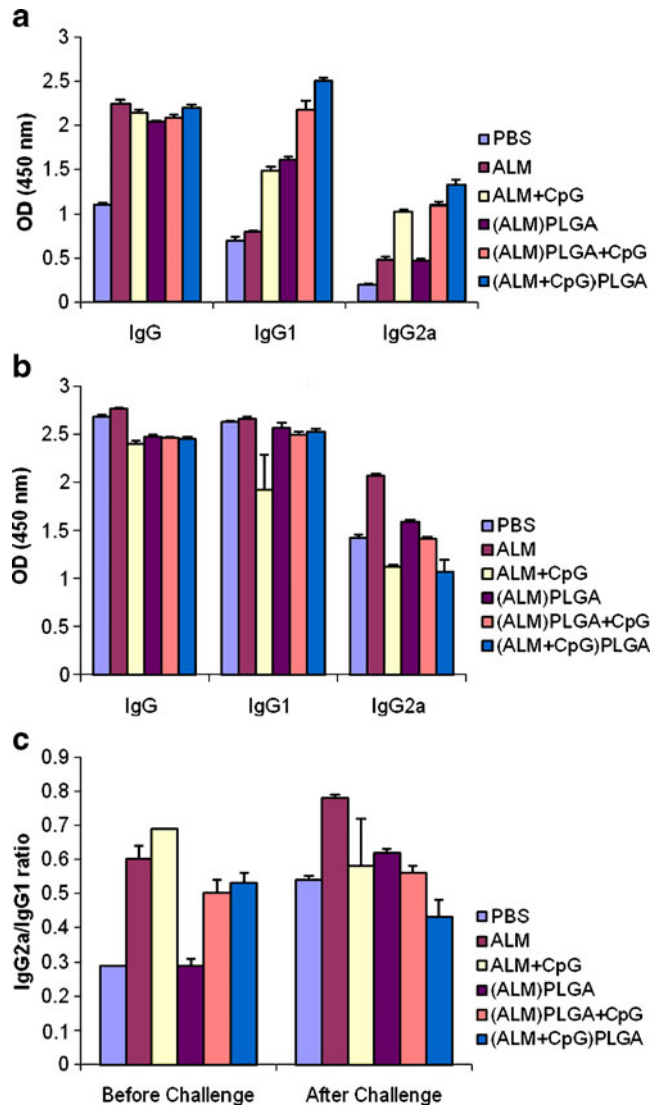 a
3
2.5
2
1.5
1
0.5
0
OD (450 nm)
IgG
IgG1
IgG2a
PBS
ALM
ALM+CpG
(ALM)PLGA
(ALM)PLGA+CpG
(ALM+CpG)PLGA
b
3
2.5
2
1.5
1
0.5
0
OD (450 nm)
IgG
IgG1
IgG2a
PBS
ALM
ALM+CpG
(ALM)PLGA
(ALM)PLGA+CpG
(ALM+CpG)PLGA
c
0.9
0.8
0.7
0.6
0.5
0.4
0.3
0.2
0.1
0
IgG2a/IgG1 ratio
Before Challenge
After Challenge
PBS
ALM
ALM+CpG
(ALM)PLGA
(ALM)PLGA+CpG
(ALM+CpG)PLGA